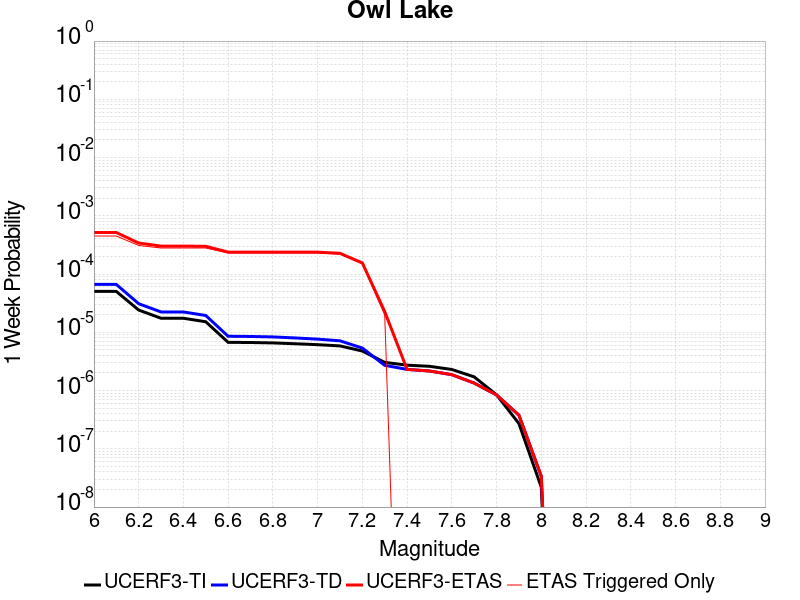 Owl Lake
10^0
10^-1
10^-2
10^-3
10^-4
10^-5
10^-6
10^-7
10^-8
1 Week Probability
6 6.2 6.4 6.6 6.8 7 7.2 7.4 7.6 7.8 8 8.2 8.4 8.6 8.8 9
Magnitude
UCERF3-TI UCERF3-TD UCERF3-ETAS ETAS Triggered Only